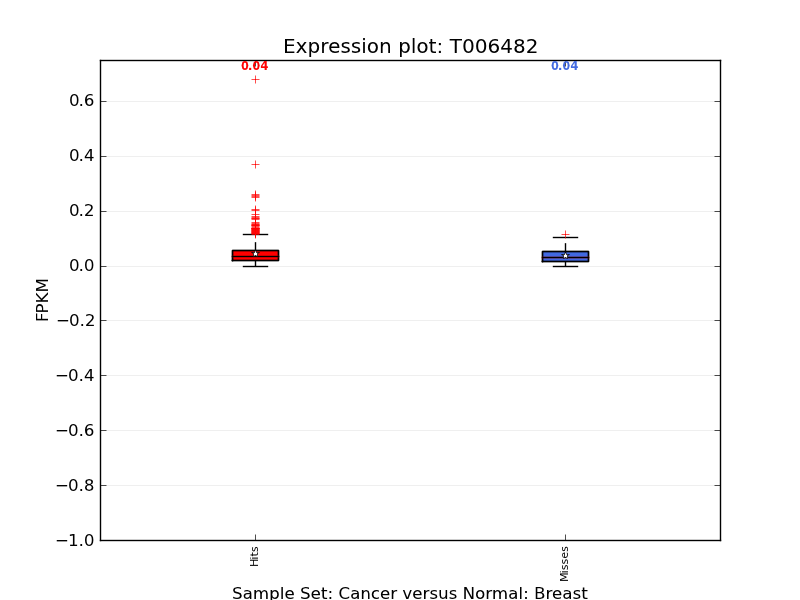 Expression plot: T006482
0.04
0.04
0.6
0.4
0.2
0.0
−0.2
−0.4
−0.6
−0.8
−1.0
FPKM
Hits
Misses
Sample Set: Cancer versus Normal: Breast